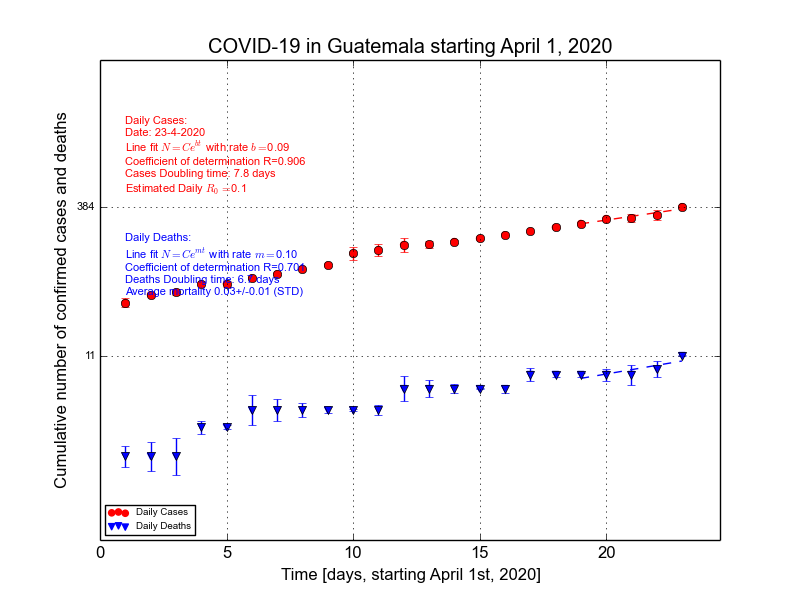 COVID-19 in Guatemala starting April 1, 2020
Cumulative number of confirmed cases and deaths
Daily Cases:
Date: 23-4-2020
Line fit N=Ce^{bt} with rate b=0.09
Coefficient of determination R=0.906
Cases Doubling time: 7.8 days
Estimated Daily R_0=0.1
384
Daily Deaths:
Line fit N=Ce^{mt} with rate m=0.10
Coefficient of determination R=0.701
Deaths Doubling time: 6. days
Average mortality 0.03+/-0.01 (STD)
11
Daily Cases
Daily Deaths
0 5 10 15 20
Time [days, starting April 1st, 2020]